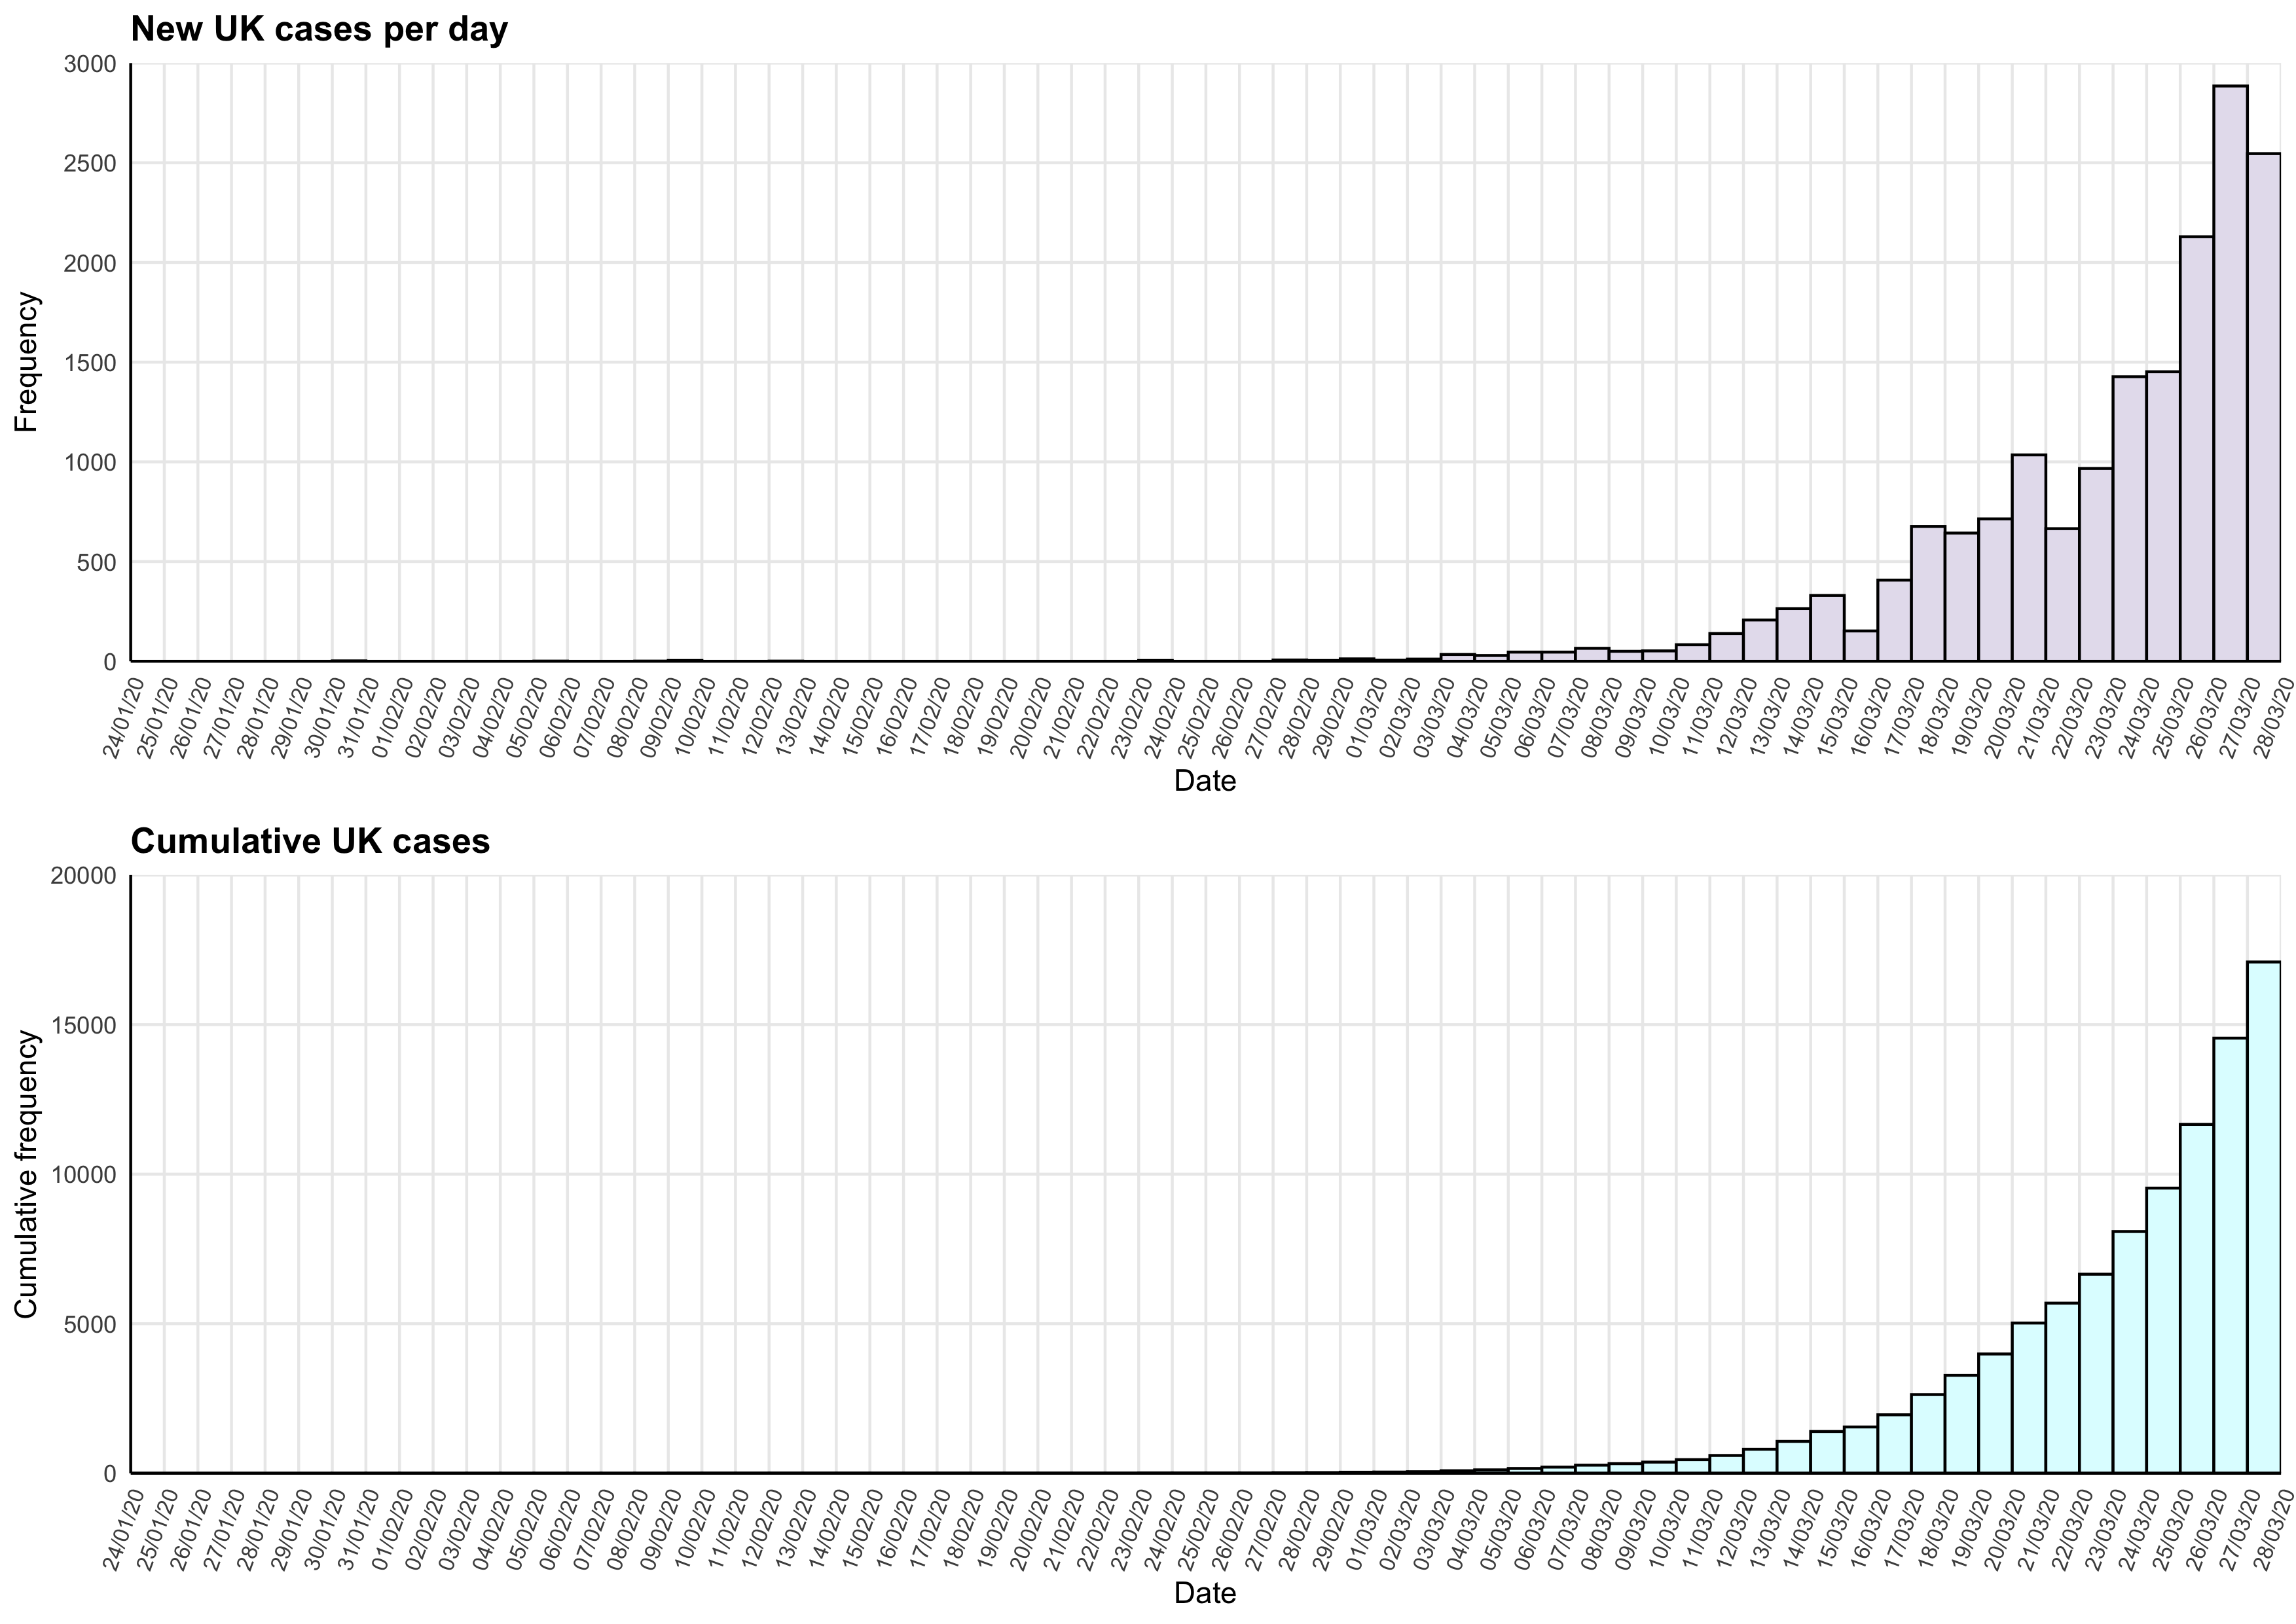 New UK cases per day
3000
2500
2000
1500
1000
500
0
Frequency
24/01/20 25/01/20 26/01/20 27/01/20 28/01/20 29/01/20 30/01/20 31/01/20 01/02/20 02/02/20 03/02/20 04/02/20 05/02/20 06/02/20 07/02/20 08/02/20 09/02/20 10/02/20 11/02/20 12/02/20 13/02/20 14/02/20 15/02/20 16/02/20 17/02/20 18/02/20 19/02/20 20/02/20 21/02/20 22/02/20 23/02/20 24/02/20 25/02/20 26/02/20 27/02/20 28/02/20 29/02/20 01/03/20 02/03/20 03/03/20 04/03/20 05/03/20 06/03/20 07/03/20 08/03/20 09/03/20 10/03/20 11/03/20 12/03/20 13/03/20 14/03/20 15/03/20 16/03/20 17/03/20 18/03/20 19/03/20 20/03/20 21/03/20 22/03/20 23/03/20 24/03/20 25/03/20 26/03/20 27/03/20 28/03/20
Date
Cumulative UK cases
20000
15000
10000
5000
0
Cumulative frequency
24/01/20 25/01/20 26/01/20 27/01/20 28/01/20 29/01/20 30/01/20 31/01/20 01/02/20 02/02/20 03/02/20 04/02/20 05/02/20 06/02/20 07/02/20 08/02/20 09/02/20 10/02/20 11/02/20 12/02/20 13/02/20 14/02/20 15/02/20 16/02/20 17/02/20 18/02/20 19/02/20 20/02/20 21/02/20 22/02/20 23/02/20 24/02/20 25/02/20 26/02/20 27/02/20 28/02/20 29/02/20 01/03/20 02/03/20 03/03/20 04/03/20 05/03/20 06/03/20 07/03/20 08/03/20 09/03/20 10/03/20 11/03/20 12/03/20 13/03/20 14/03/20 15/03/20 16/03/20 17/03/20 18/03/20 19/03/20 20/03/20 21/03/20 22/03/20 23/03/20 24/03/20 25/03/20 26/03/20 27/03/20 28/03/20
Date